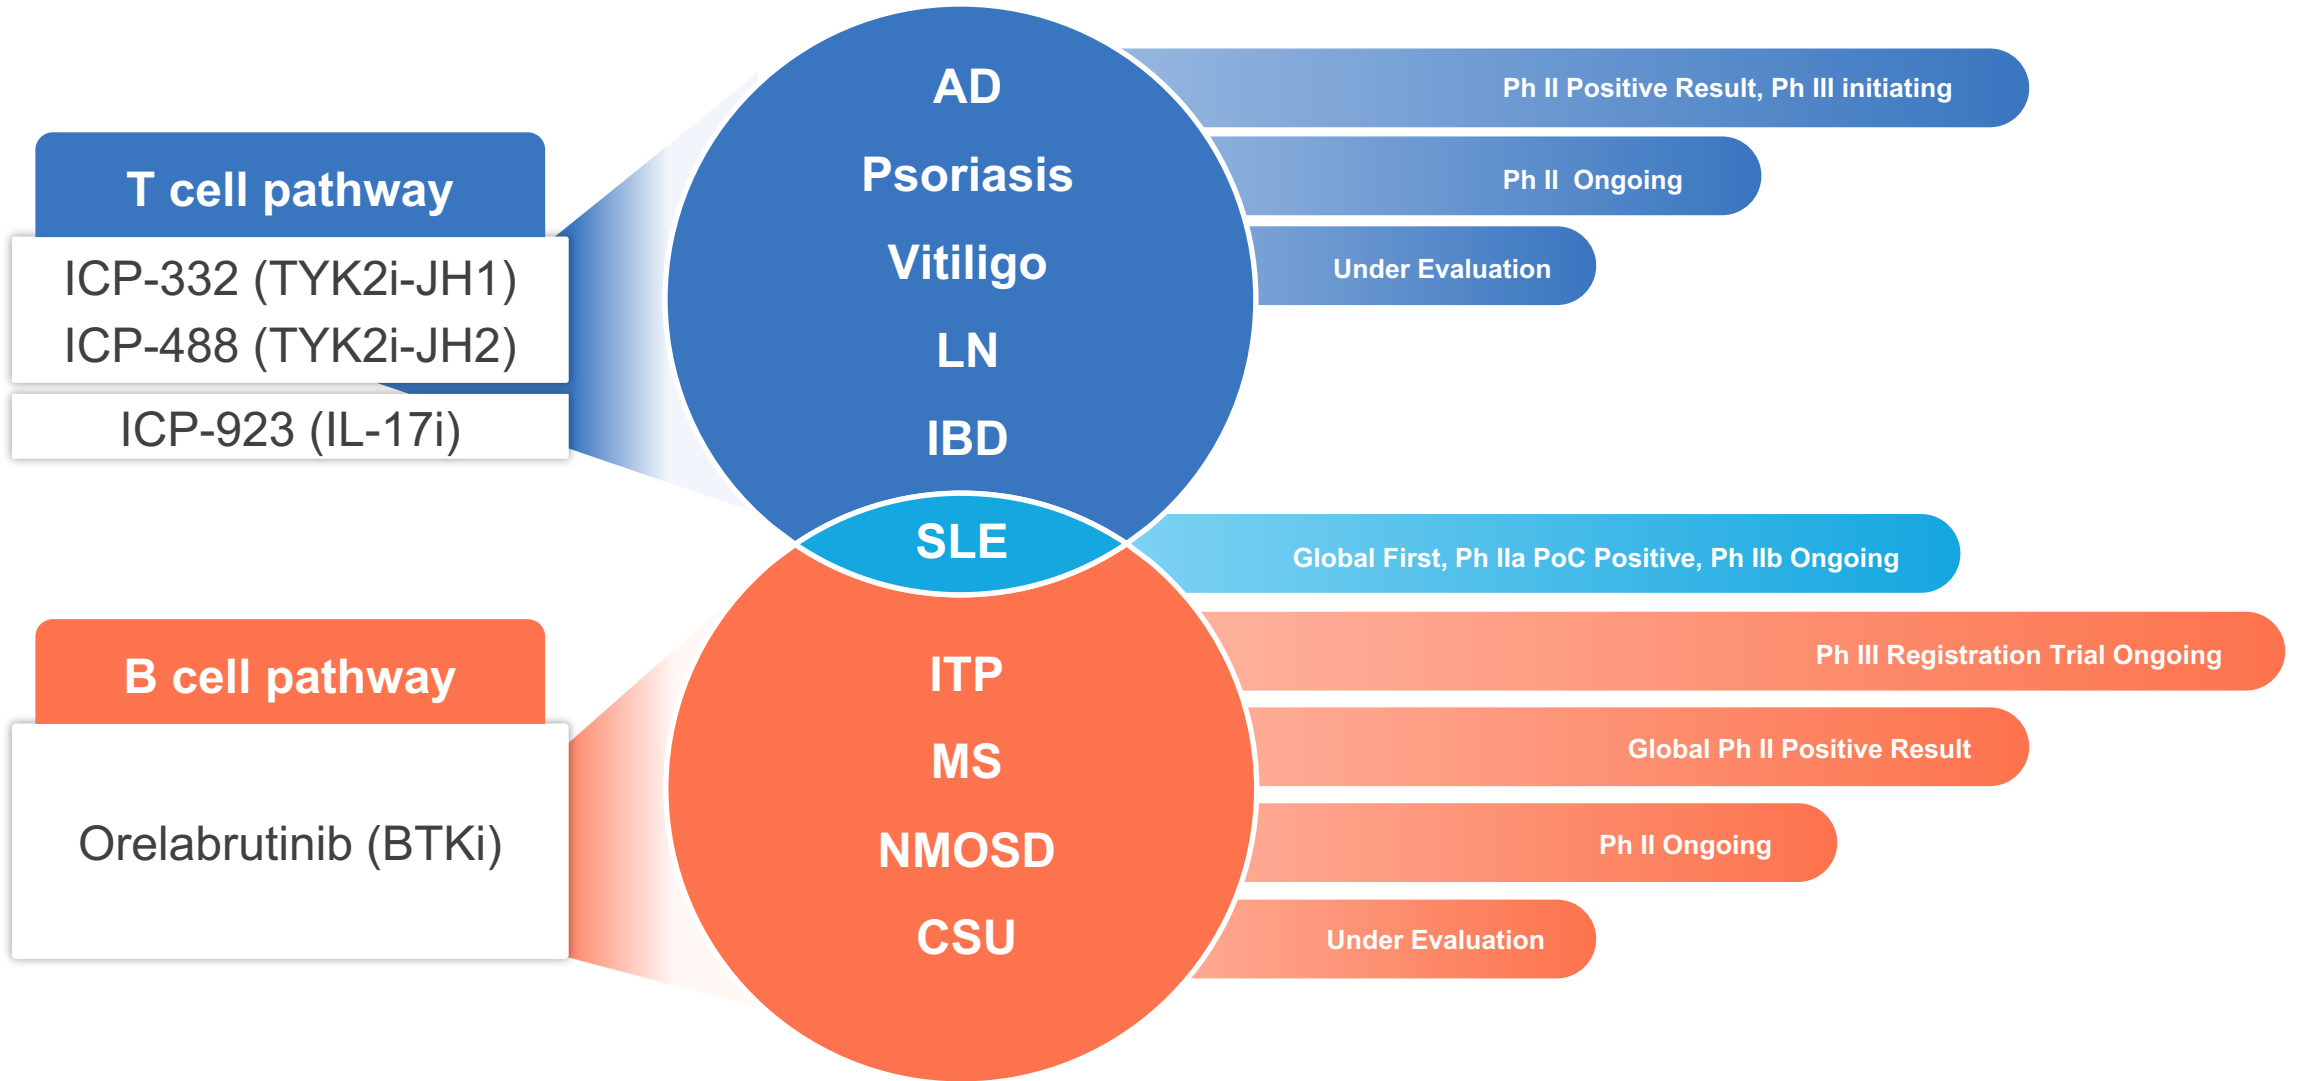 T cell pathway
ICP-332 (TYK2i-JH1)
ICP-488 (TYK2i-JH2)
ICP-923 (IL-17i)
B cell pathway
Orelabrutinib (BTKi)
AD
Psoriasis
Vitiligo
LN
IBD
SLE
ITP
MS
NMOSD
CSU
Ph II Positive Result, Ph III initiating
Ph II Ongoing
Under Evaluation
Global First, Ph IIa PoC Positive, Ph IIb Ongoing
Ph III Registration Trial Ongoing
Global Ph II Positive Result
Ph II Ongoing
Under Evaluation